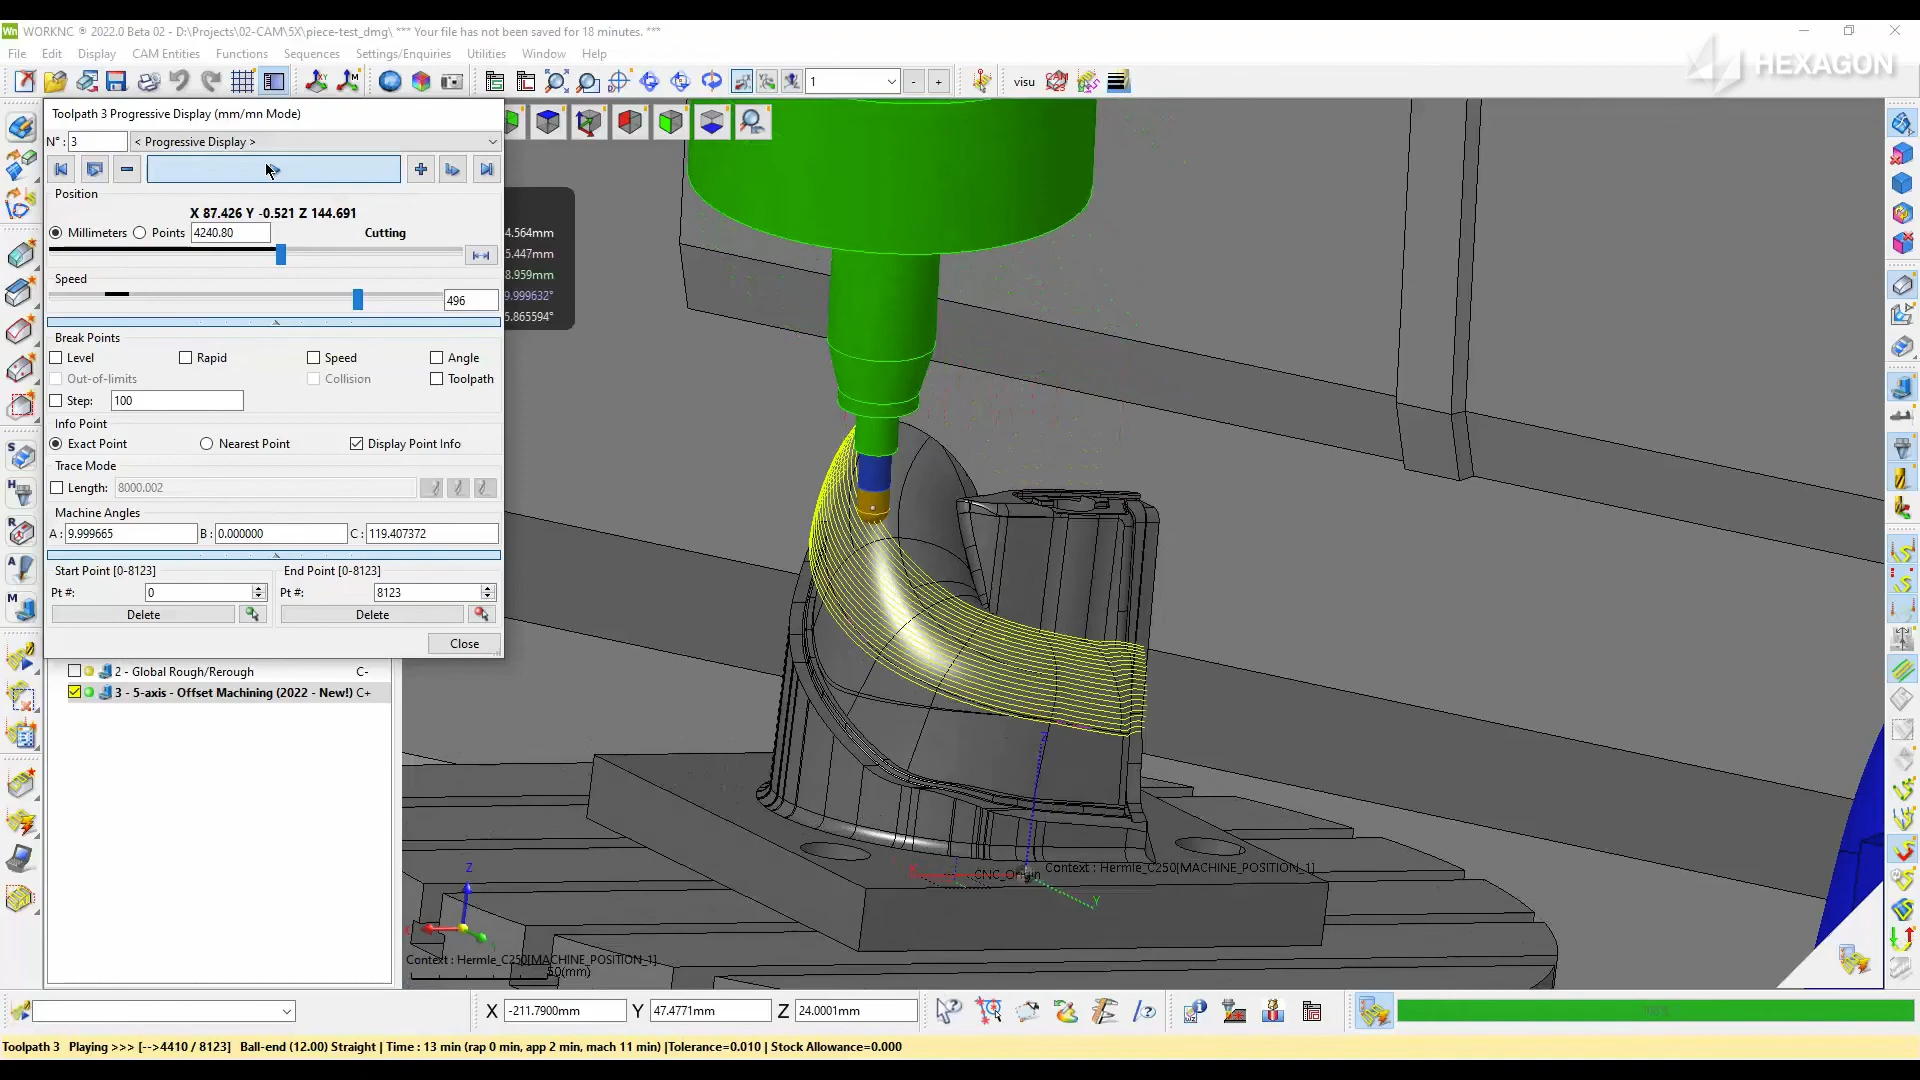 WORKNC ® 2022.0 Beta 02 - D:\Projects\02-CAM\5X\piece-test_dmg\ *** Your file has not been saved for 18 minutes. ***
File Edit Display CAM Entities Functions Sequences Settings/Enquiries Utilities Window Help
HEXAGON
1 - + visu
Toolpath 3 Progressive Display (mm/mn Mode)
N° : 3 < Progressive Display >
Position
X 87.426 Y -0.521 Z 144.691
Millimeters Points 4240.80 Cutting
4.564mm
5.447mm
8.959mm
9.999632°
5.865594°
Speed
496
Break Points
Level Rapid Speed Angle
Out-of-limits Collision Toolpath
Step: 100
Info Point
Exact Point Nearest Point Display Point Info
Trace Mode
Length: 8000.002
Machine Angles
A : 9.999665 B : 0.000000 C : 119.407372
Start Point [0-8123] End Point [0-8123]
Pt #: 0 Pt #: 8123
Delete Delete
Close
2 - Global Rough/Rerough C-
3 - 5-axis - Offset Machining (2022 - New!) C+
Z
X CNC_Origin Context : Hermle_C250[MACHINE_POSITION_1]
Y
Z
Context : Hermle_C250[MACHINE_POSITION_1]
50(mm)
X -211.7900mm Y 47.4771mm Z 24.0001mm
Toolpath 3 Playing >>> [-->4410 / 8123] Ball-end (12.00) Straight | Time : 13 min (rap 0 min, app 2 min, mach 11 min) |Tolerance=0.010 | Stock Allowance=0.000